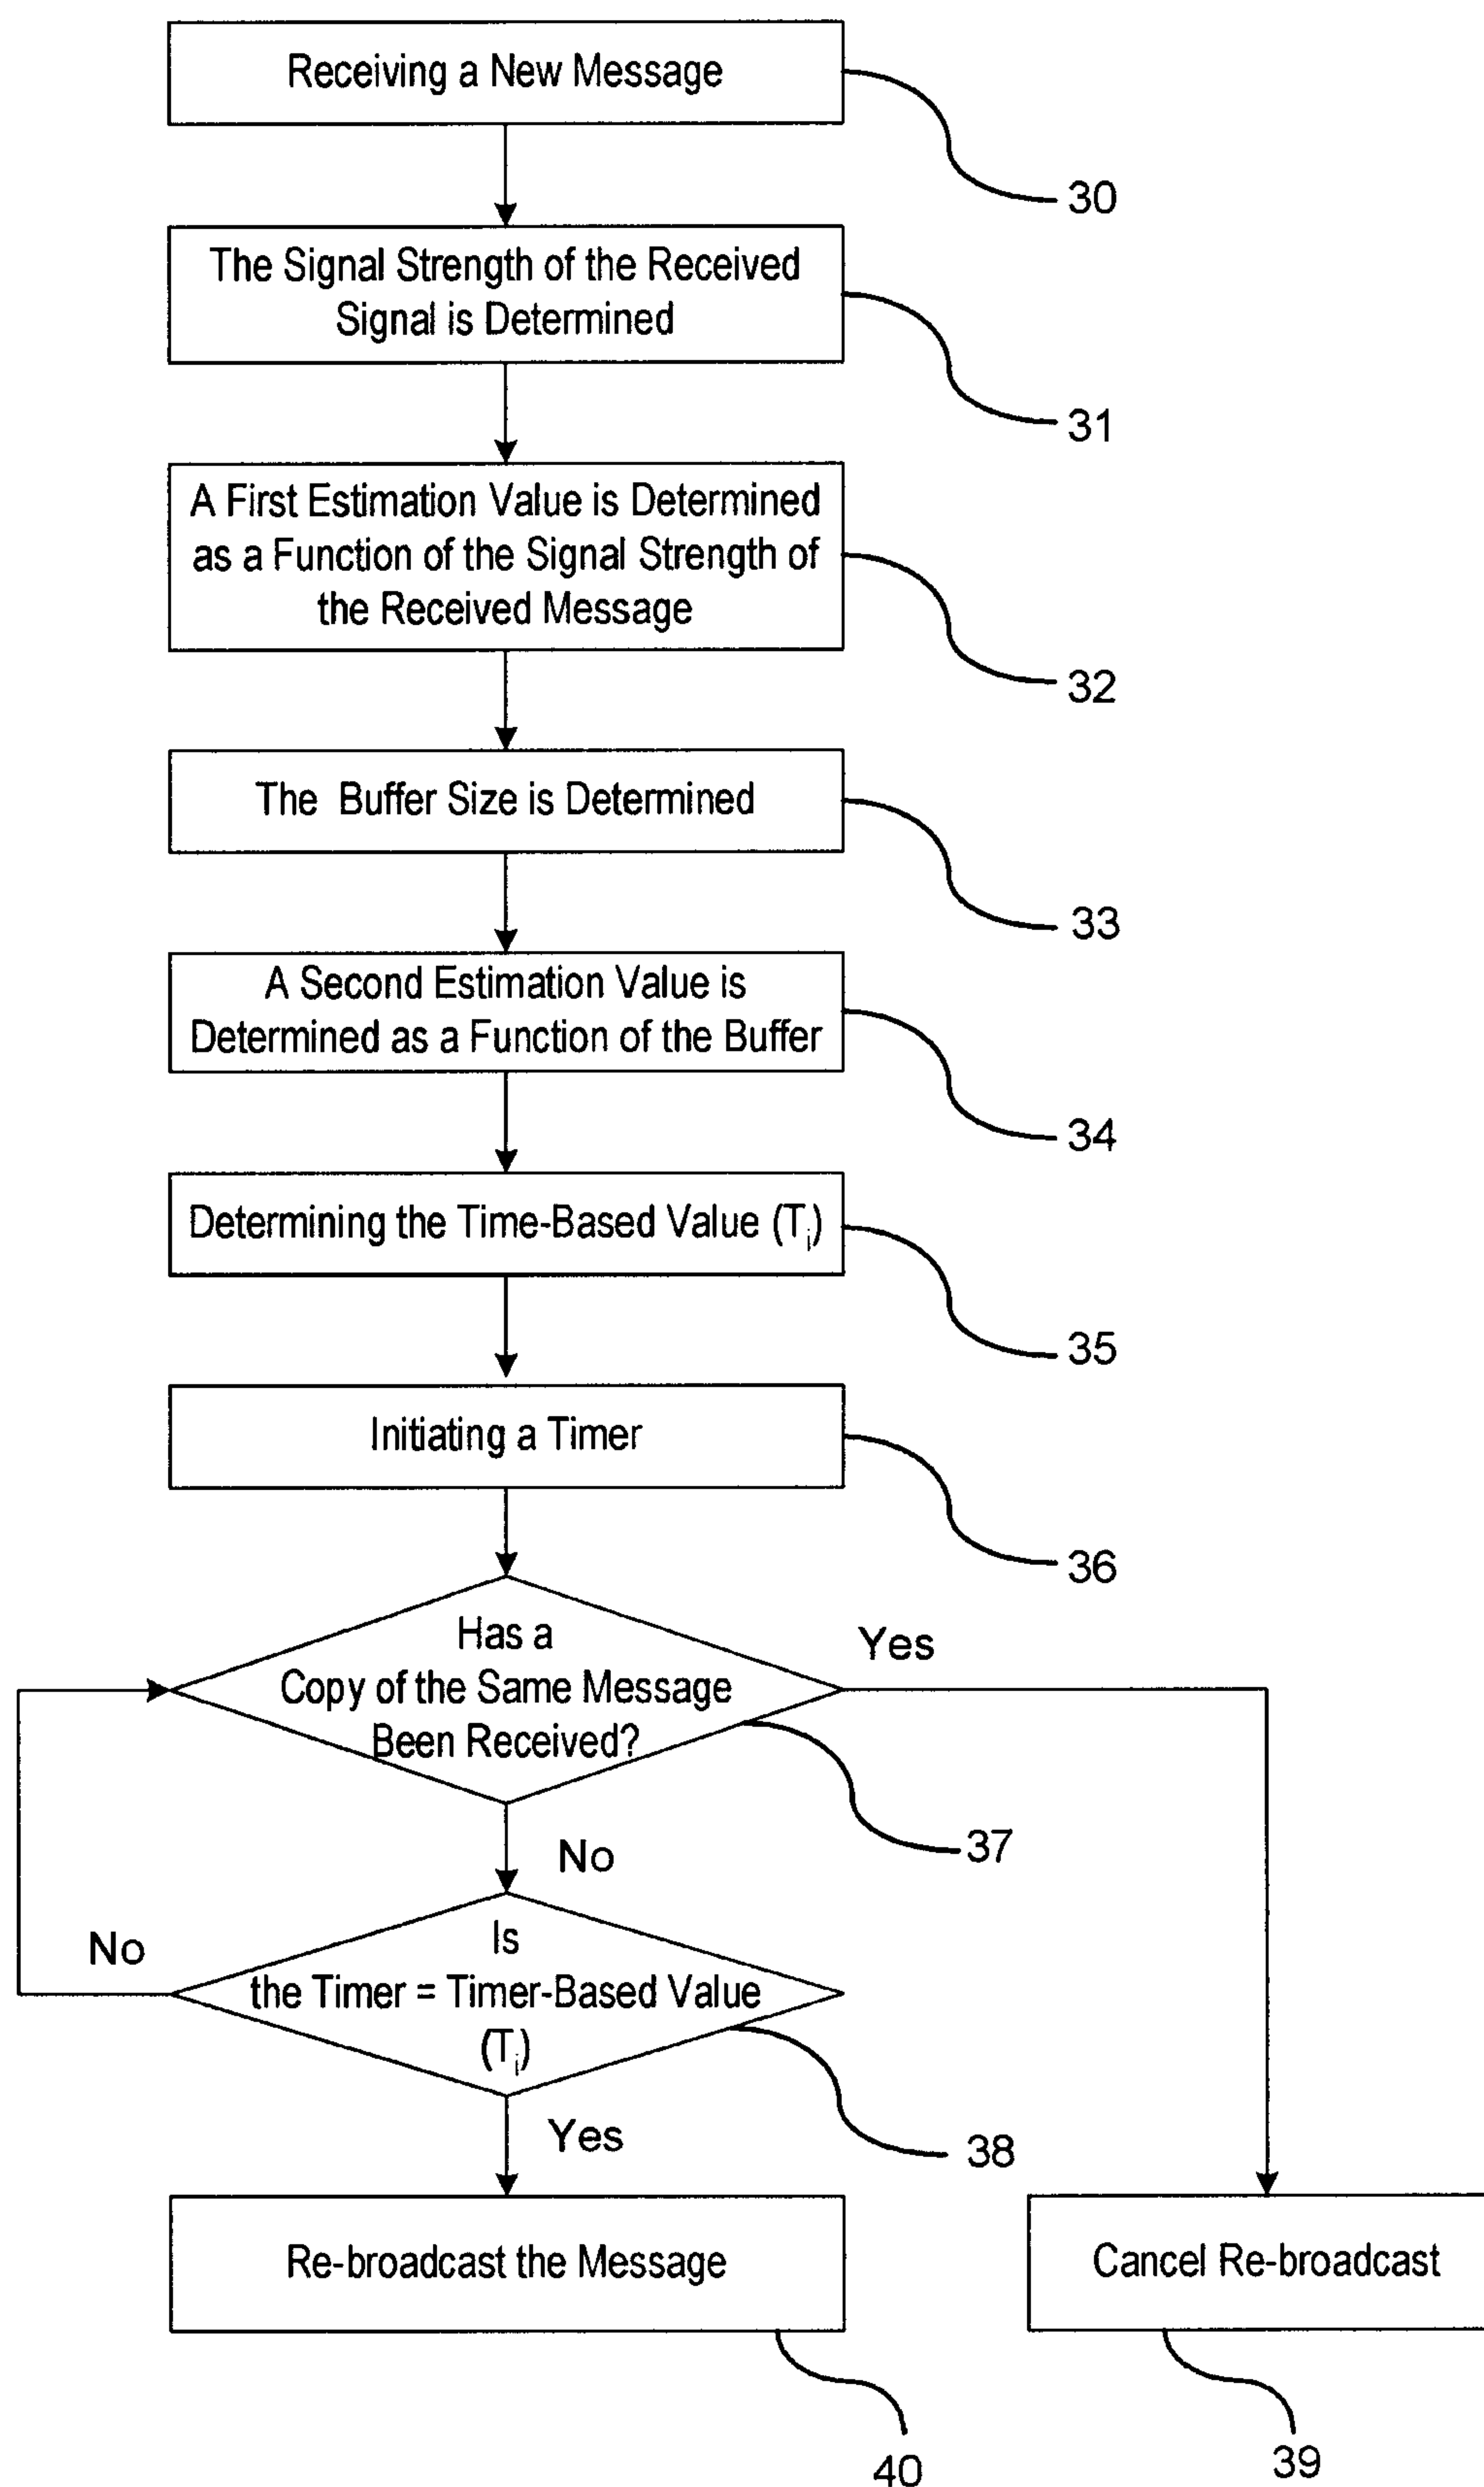 Receiving a New Message
30
The Signal Strength of the Received
Signal is Determined
31
A First Estimation Value is Determined
as a Function of the Signal Strength of
the Received Message
32
The Buffer Size is Determined
33
A Second Estimation Value is
Determined as a Function of the Buffer
34
Determining the Time-Based Value (Ti)
35
Initiating a Timer
36
Has a
Copy of the Same Message
Been Received?
Yes
37
No
Is
the Timer = Timer-Based Value
(Ti)
No
38
Yes
Re-broadcast the Message
Cancel Re-broadcast
40
39